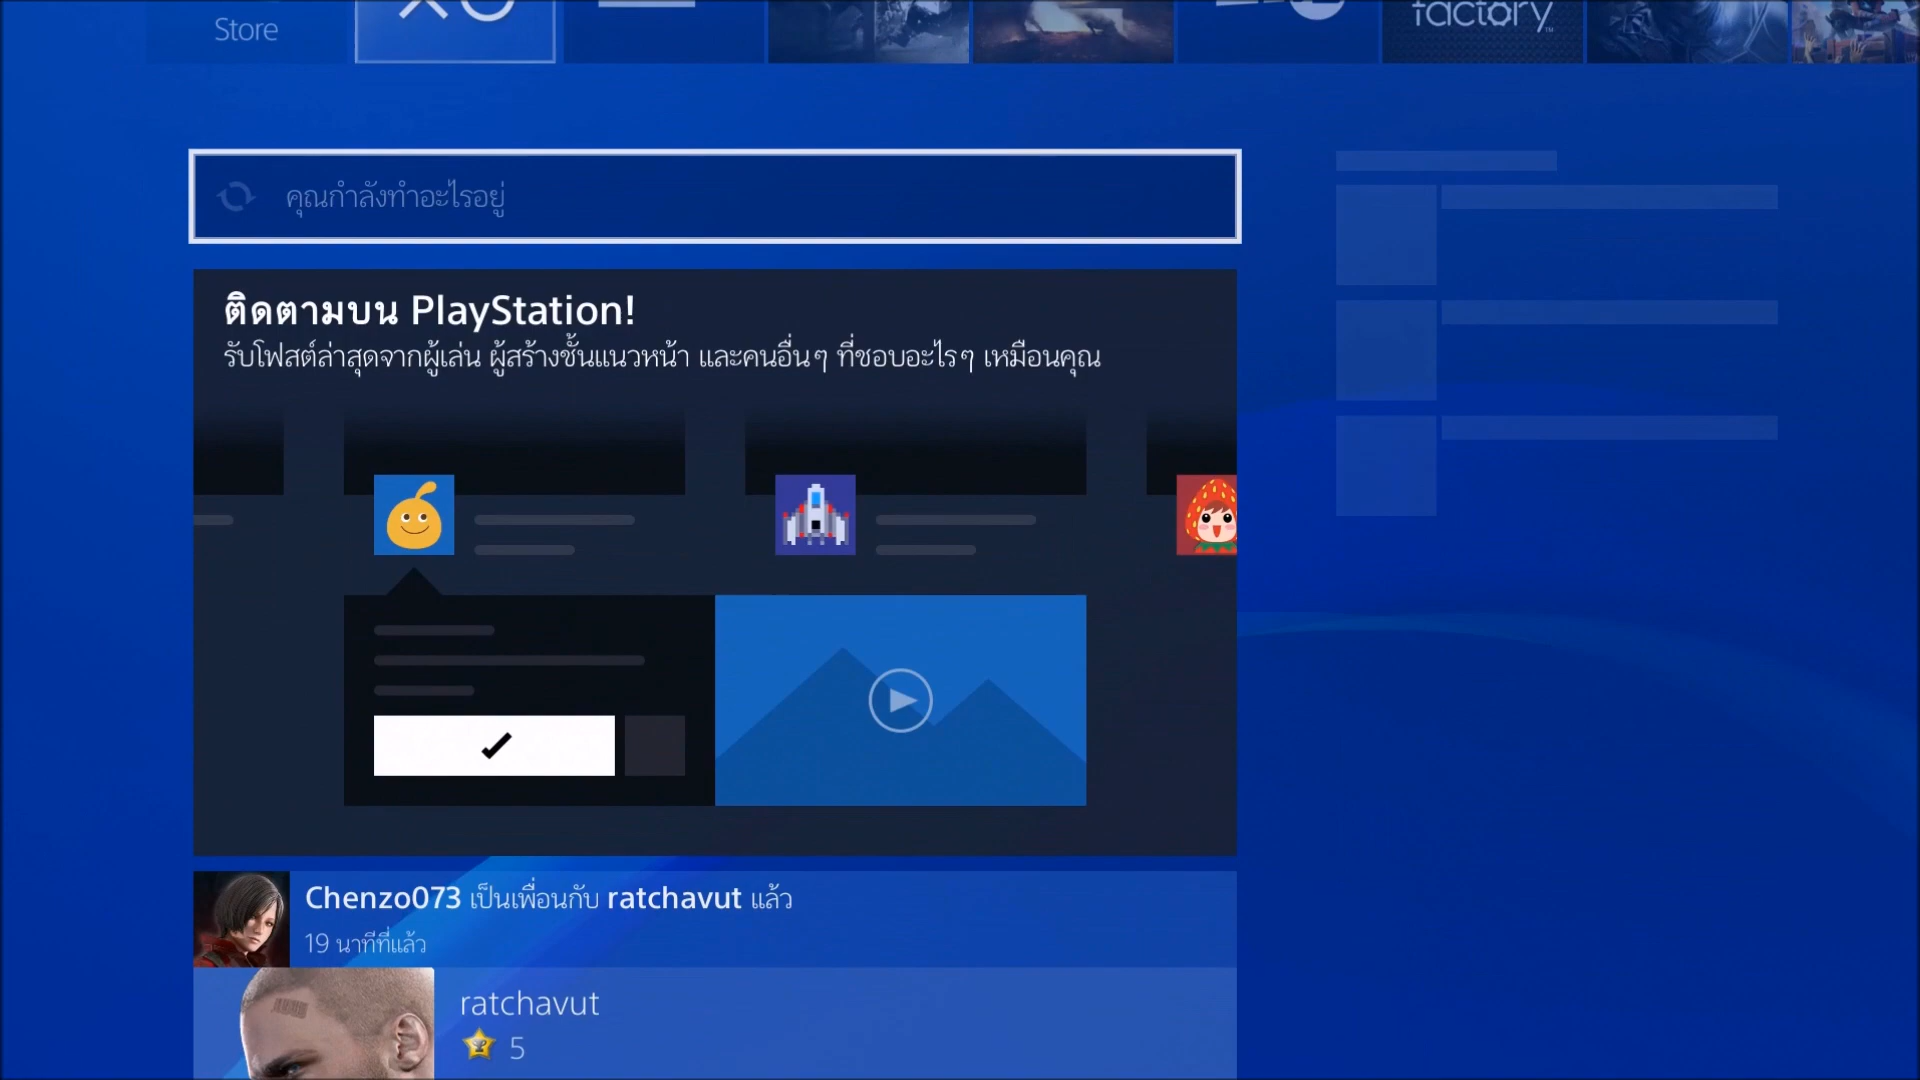 Store
factory
คุณกำลังทำอะไรอยู่
ติดตามบน PlayStation!
รับโฟสต์ล่าสุดจากผู้เล่น ผู้สร้างชั้นแนวหน้า และคนอื่นๆ ที่ชอบอะไรๆ เหมือนคุณ
Chenzo073 เป็นเพื่อนกับ ratchavut แล้ว
19 นาทีที่แล้ว
ratchavut
5